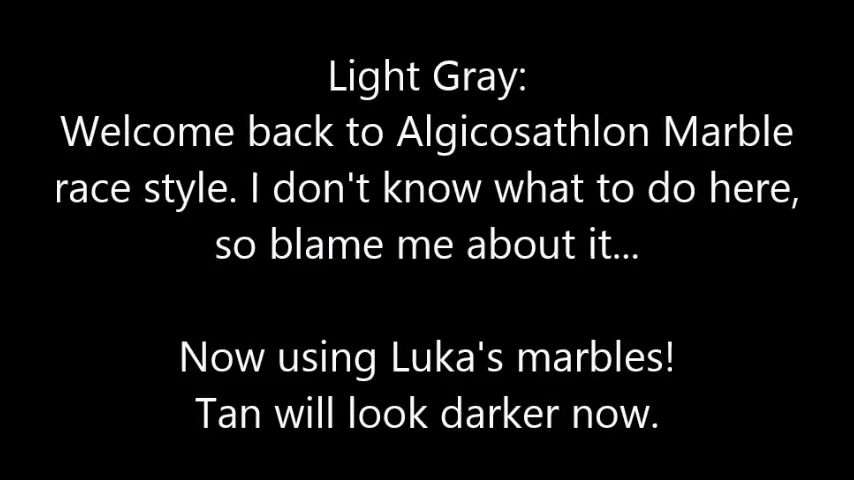 Light Gray:
Welcome back to Algicosathlon Marble
race style. I don't know what to do here,
so blame me about it...
Now using Luka's marbles!
Tan will look darker now.